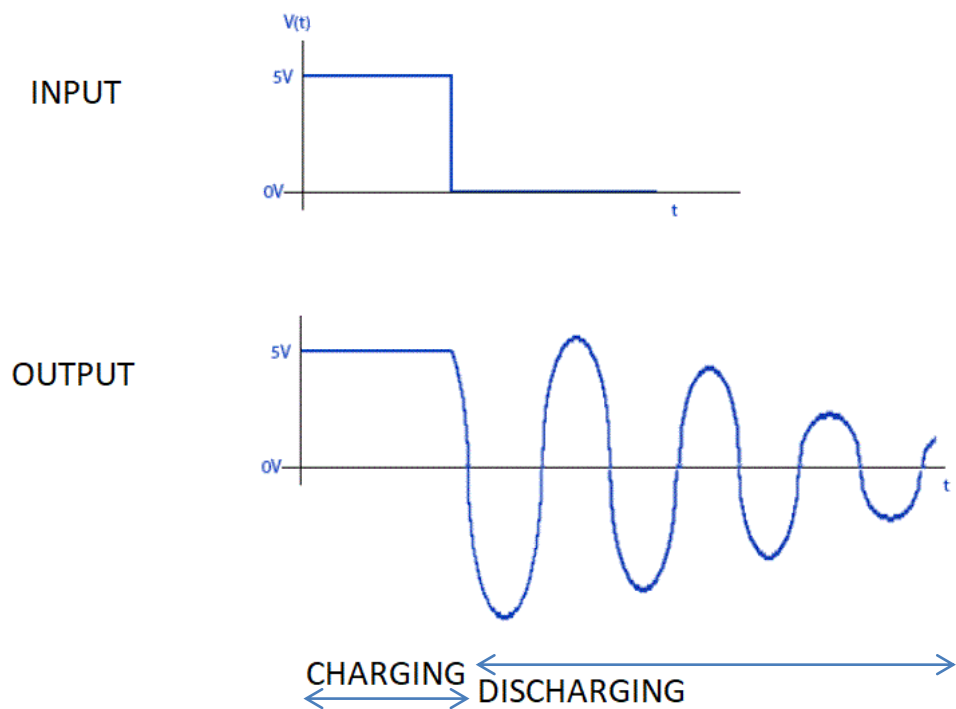 V(t)
INPUT
5V
0V
t
OUTPUT
5V
0V
t
CHARGING
DISCHARGING